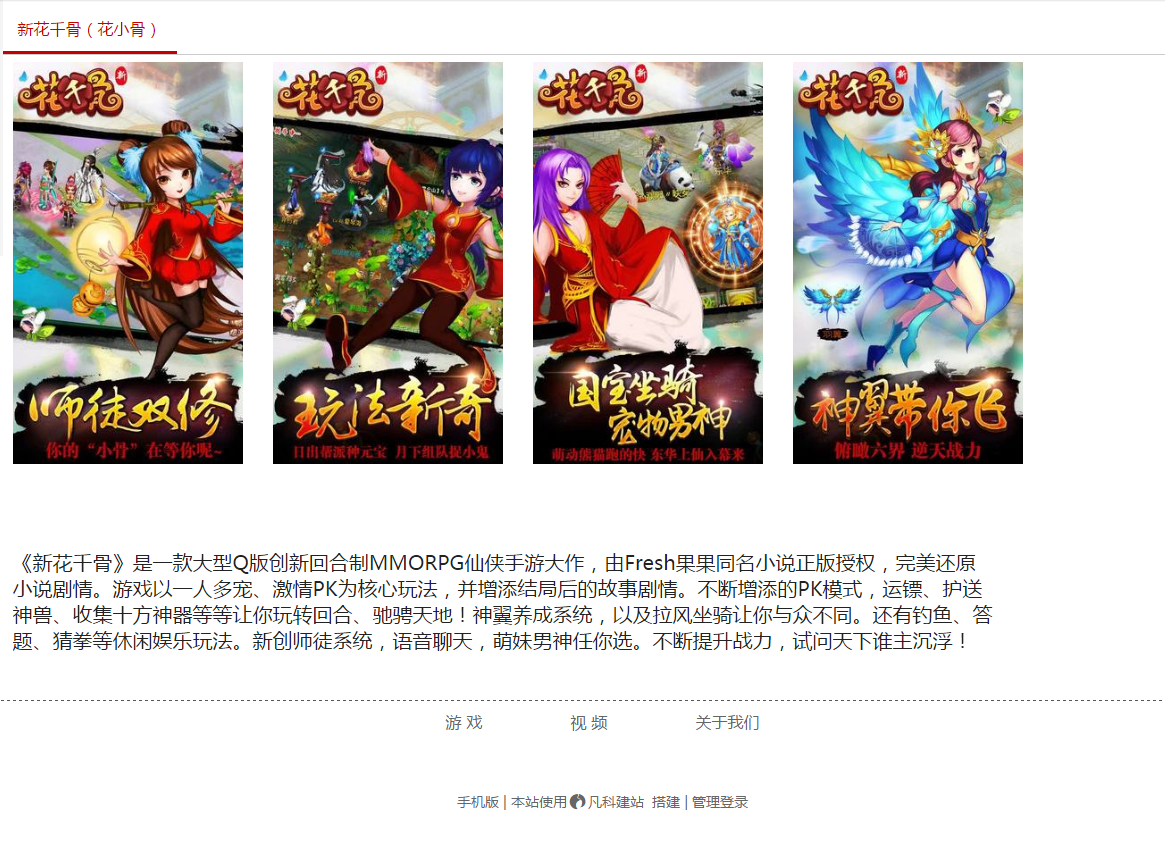 新花千骨（花小骨）
花千骨 新
师徒双修
你的“小骨”在等你呢~
花千骨 新
玩法新奇
日出帮派种元宝 月下组队捉小鬼
花千骨 新
国宝坐骑
宠物男神
萌动熊猫跑的快 东华上仙入幕来
花千骨 新
神翼带你飞
俯瞰六界 逆天战力
《新花千骨》是一款大型Q版创新回合制MMORPG仙侠手游大作，由Fresh果果同名小说正版授权，完美还原
小说剧情。游戏以一人多宠、激情PK为核心玩法，并增添结局后的故事剧情。不断增添的PK模式，运镖、护送
神兽、收集十方神器等等让你玩转回合、驰骋天地！神翼养成系统，以及拉风坐骑让你与众不同。还有钓鱼、答
题、猜拳等休闲娱乐玩法。新创师徒系统，语音聊天，萌妹男神任你选。不断提升战力，试问天下谁主沉浮！
游 戏 视 频 关于我们
手机版 | 本站使用 凡科建站 搭建 | 管理登录